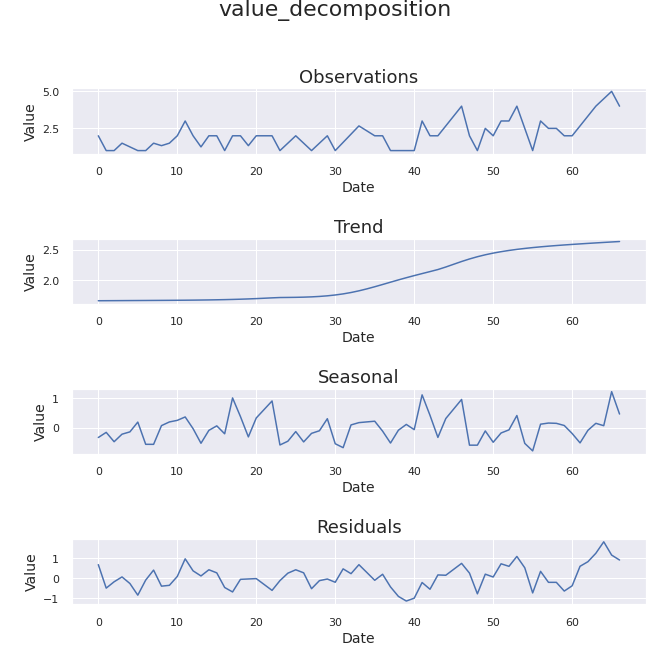 value_decomposition
Observations
5.0
2.5
Value
0 10 20 30 40 50 60
Date
Trend
2.5
2.0
Value
0 10 20 30 40 50 60
Date
Seasonal
1
0
Value
0 10 20 30 40 50 60
Date
Residuals
1
0
−1
Value
0 10 20 30 40 50 60
Date